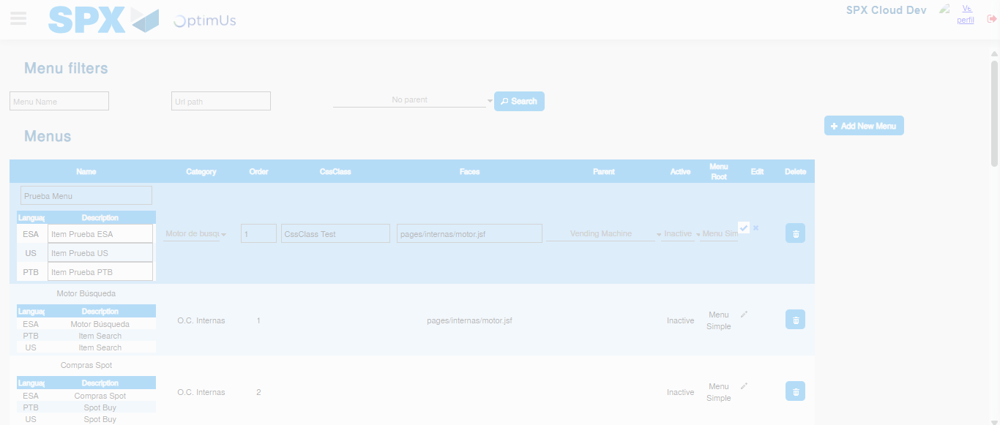 SPX OptimUs
SPX Cloud Dev
perfil
Menu filters
Menu Name
Url path
No parent
Search
Add New Menu
Menus
Name Category Order CssClass Faces Parent Active Menu Root Edit Delete
Prueba Menu
Description
ESA Item Prueba ESA
US Item Prueba US
PTB Item Prueba PTB
Motor de busqu 1 CssClass Test pages/internas/motor.jsf Vending Machine Inactive Menu Sim
Motor Búsqueda
Description
ESA Motor Búsqueda
PTB Item Search
US Item Search
O.C. Internas 1 pages/internas/motor.jsf Inactive Menu Simple
Compras Spot
Description
ESA Compras Spot
PTB Spot Buy
US Spot Buy
O.C. Internas 2 Inactive Menu Simple